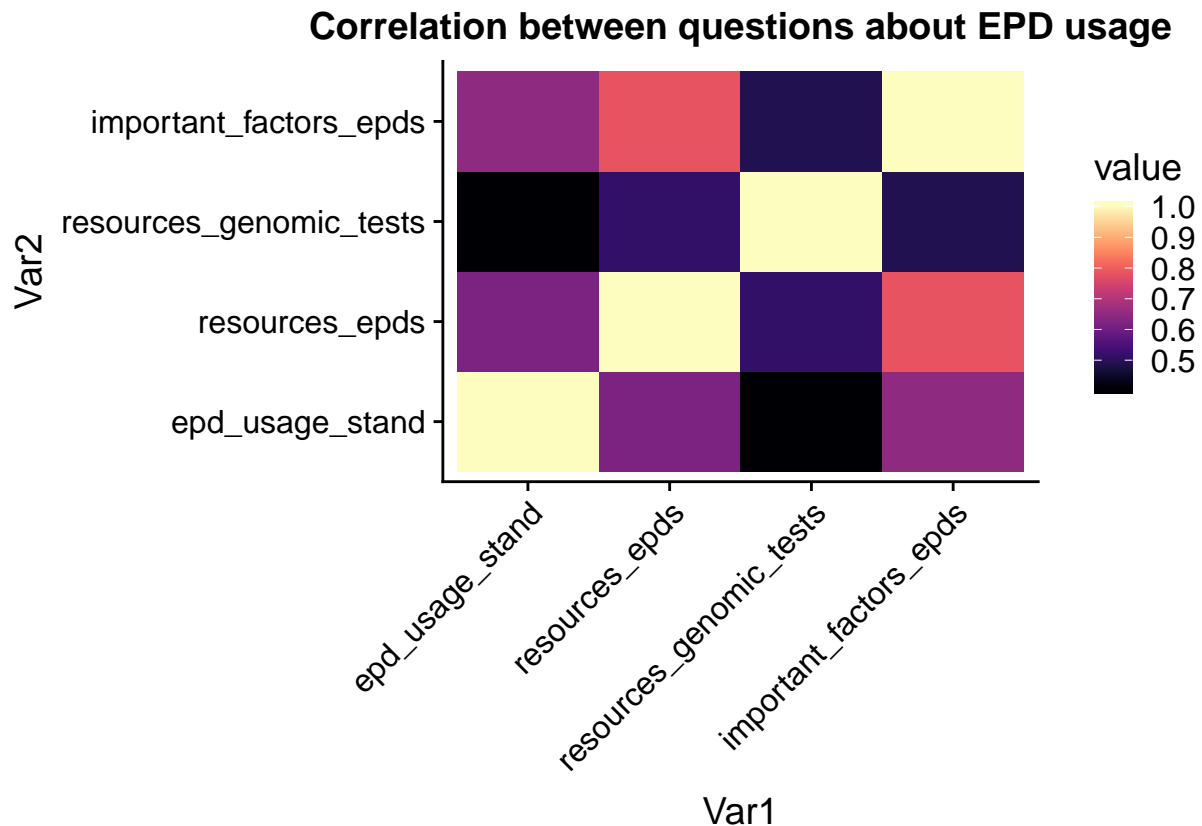 Correlation between questions about EPD usage
Var2
important_factors_epds
resources_genomic_tests
resources_epds
epd_usage_stand
epd_usage_stand
resources_epds
resources_genomic_tests
important_factors_epds
Var1
value
1.0
0.9
0.8
0.7
0.6
0.5